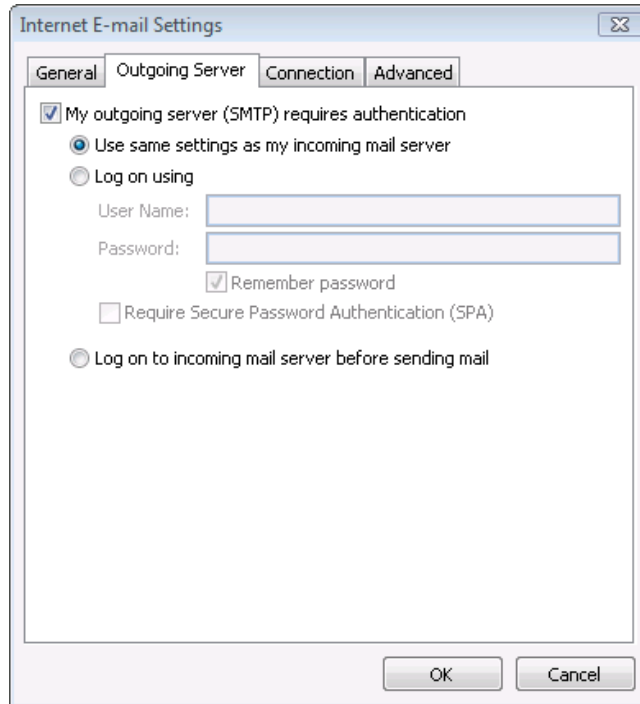 Internet E-mail Settings
General Outgoing Server Connection Advanced
My outgoing server (SMTP) requires authentication
Use same settings as my incoming mail server
Log on using
User Name:
Password:
Remember password
Require Secure Password Authentication (SPA)
Log on to incoming mail server before sending mail
OK Cancel